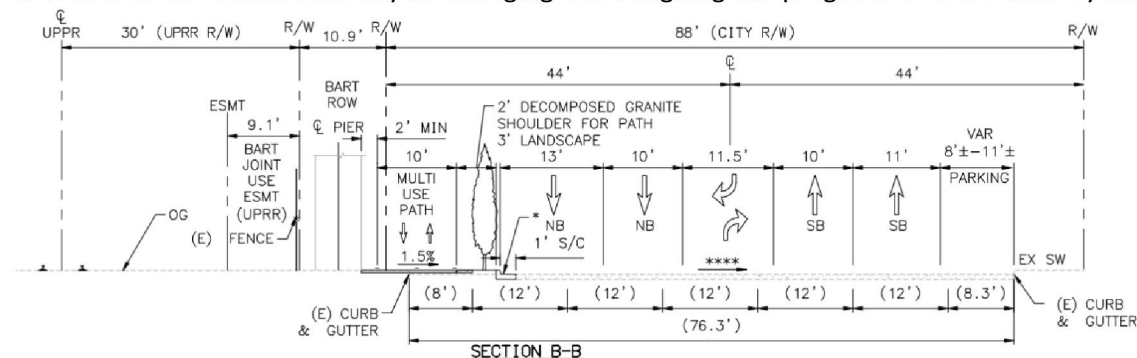 ℄
UPPR
30' (UPRR R/W)
R/W
10.9'
R/W
88' (CITY R/W)
R/W
44'
℄
44'
ESMT
BART
ROW
2' DECOMPOSED GRANITE
SHOULDER FOR PATH
3' LANDSCAPE
9.1'
℄ PIER
2' MIN
VAR
8'±-11'±
BART
JOINT
USE
ESMT
(UPRR)
10'
13'
10'
11.5'
10'
11'
PARKING
MULTI
USE
PATH
OG
(E) FENCE
*
NB
NB
SB
SB
1' S/C
1.5%
****
EX SW
(E) CURB
& GUTTER
(8')
(12')
(12')
(12')
(12')
(12')
(8.3')
(E) CURB
& GUTTER
(76.3')
SECTION B-B